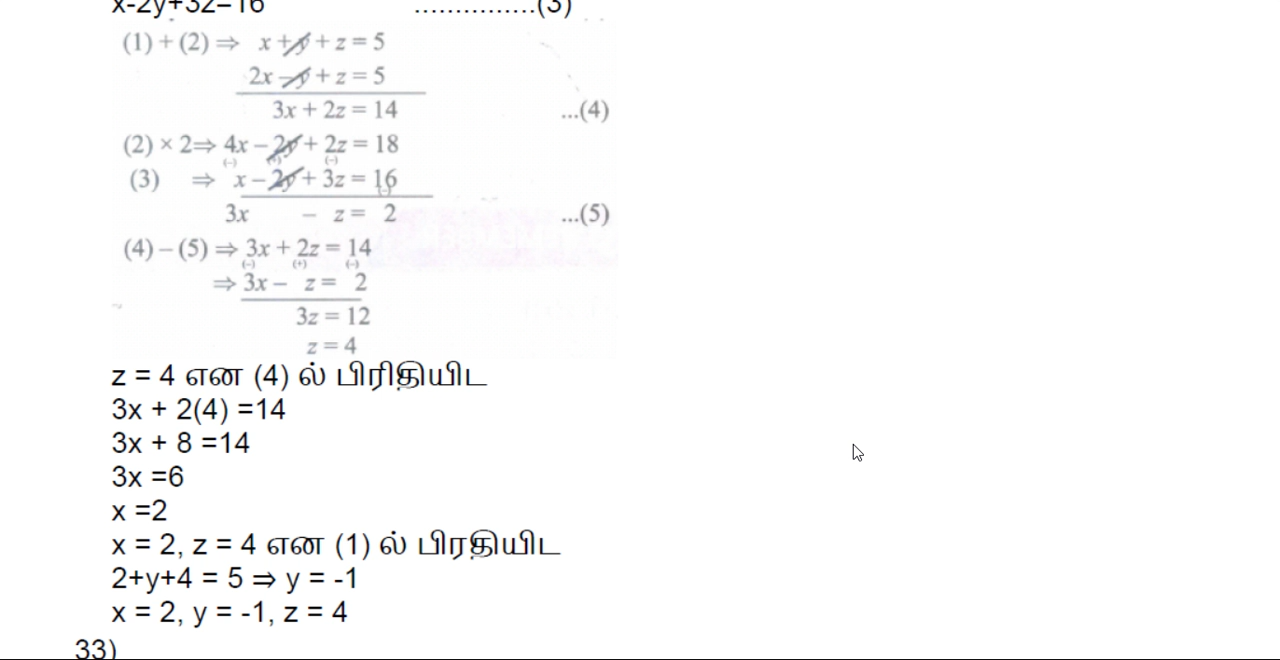 x-2y+3z=16 ...............(3)
(1) + (2) ⇒ x + y + z = 5
2x – y + z = 5
3x + 2z = 14 ...(4)
(2) × 2⇒ 4x – 2y + 2z = 18
(–) (+) (–)
(3) ⇒ x – 2y + 3z = 16
(–)
3x – z = 2 ...(5)
(4) – (5) ⇒ 3x + 2z = 14
(–) (+) (–)
⇒ 3x – z = 2
3z = 12
z = 4
z = 4 என (4) ல் பிரிதியிட
3x + 2(4) =14
3x + 8 =14
3x =6
x =2
x = 2, z = 4 என (1) ல் பிரதியிட
2+y+4 = 5 ⇒ y = -1
x = 2, y = -1, z = 4
33)